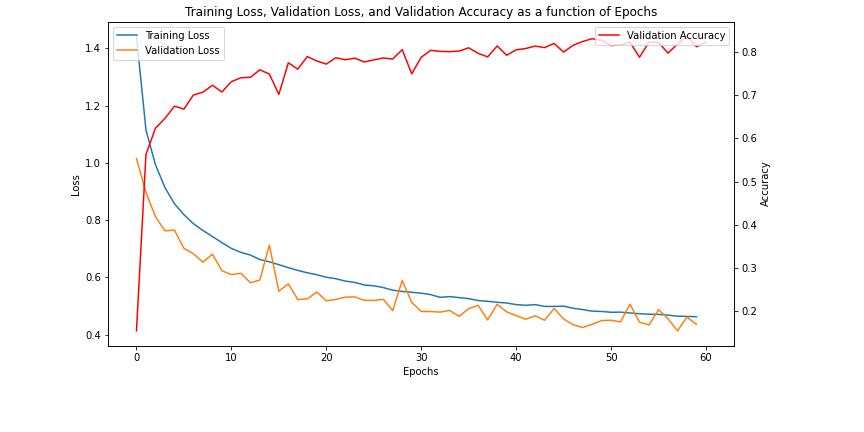 Training Loss, Validation Loss, and Validation Accuracy as a function of Epochs
Training Loss
Validation Loss
Validation Accuracy
1.4
1.2
1.0
0.8
0.6
0.4
Loss
0.8
0.7
0.6
0.5
0.4
0.3
0.2
Accuracy
0 10 20 30 40 50 60
Epochs